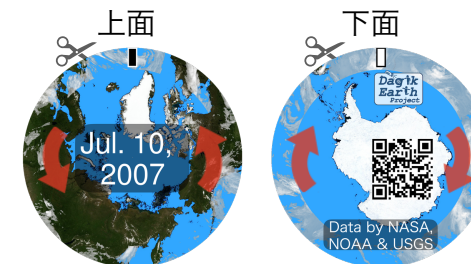 上面
下面
Jul. 10,
2007
Dagik
Earth
Project
Data by NASA,
NOAA & USGS